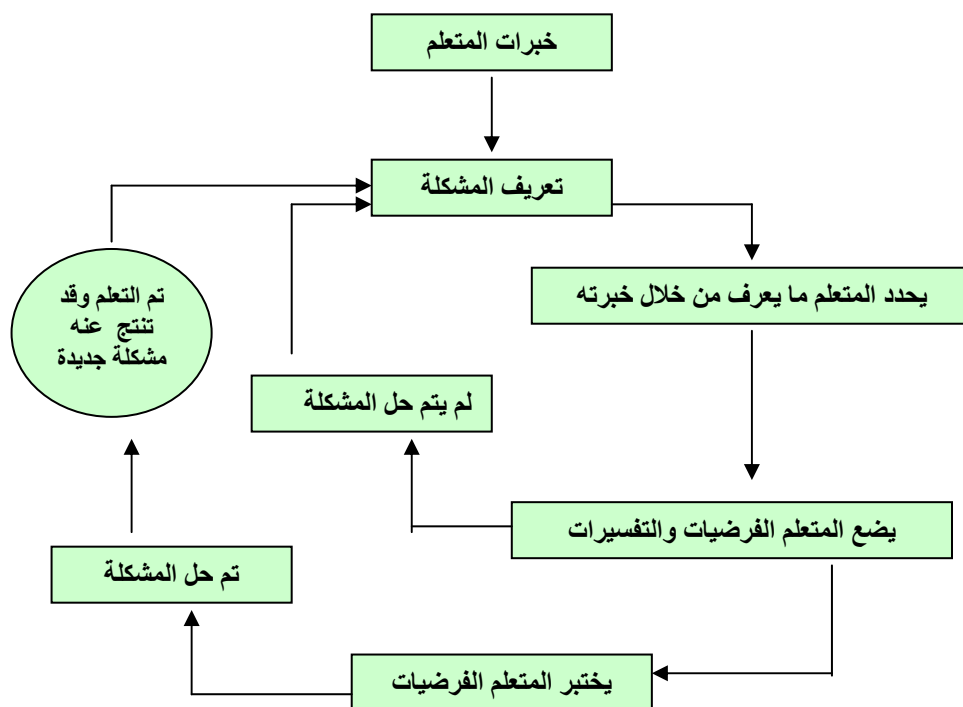 خبرات المتعلم
تعريف المشكلة
يحدد المتعلم ما يعرف من خلال خبرته
تم التعلم وقد
تنتج عنه
مشكلة جديدة
لم يتم حل المشكلة
يضع المتعلم الفرضيات والتفسيرات
تم حل المشكلة
يختبر المتعلم الفرضيات